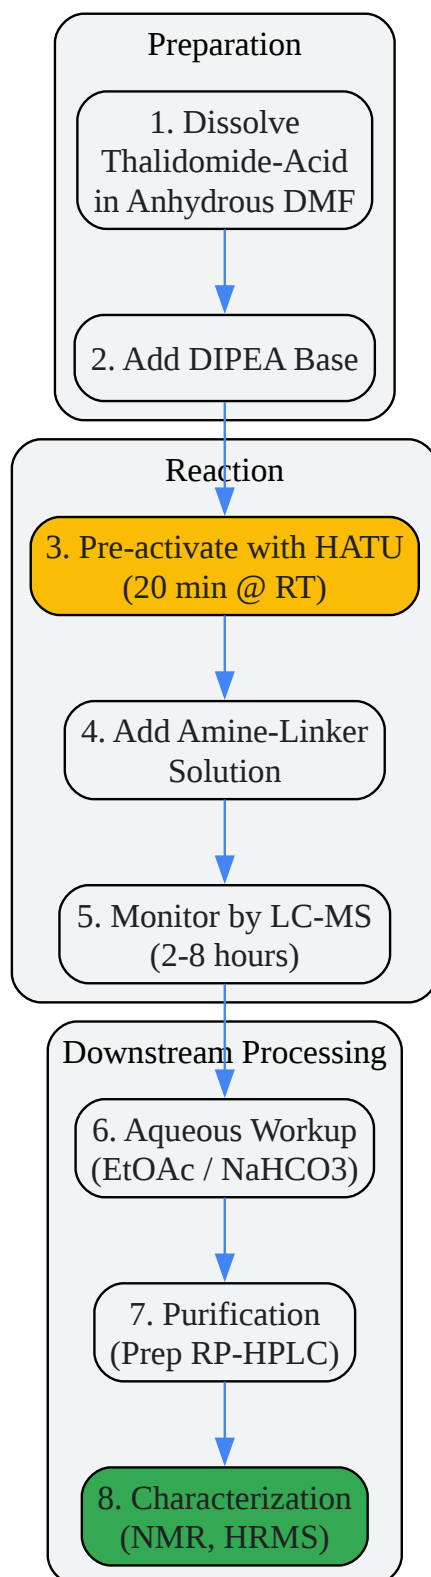 Preparation
1. Dissolve
Thalidomide-Acid
in Anhydrous DMF
2. Add DIPEA Base
Reaction
3. Pre-activate with HATU
(20 min @ RT)
4. Add Amine-Linker
Solution
5. Monitor by LC-MS
(2-8 hours)
Downstream Processing
6. Aqueous Workup
(EtOAc / NaHCO3)
7. Purification
(Prep RP-HPLC)
8. Characterization
(NMR, HRMS)